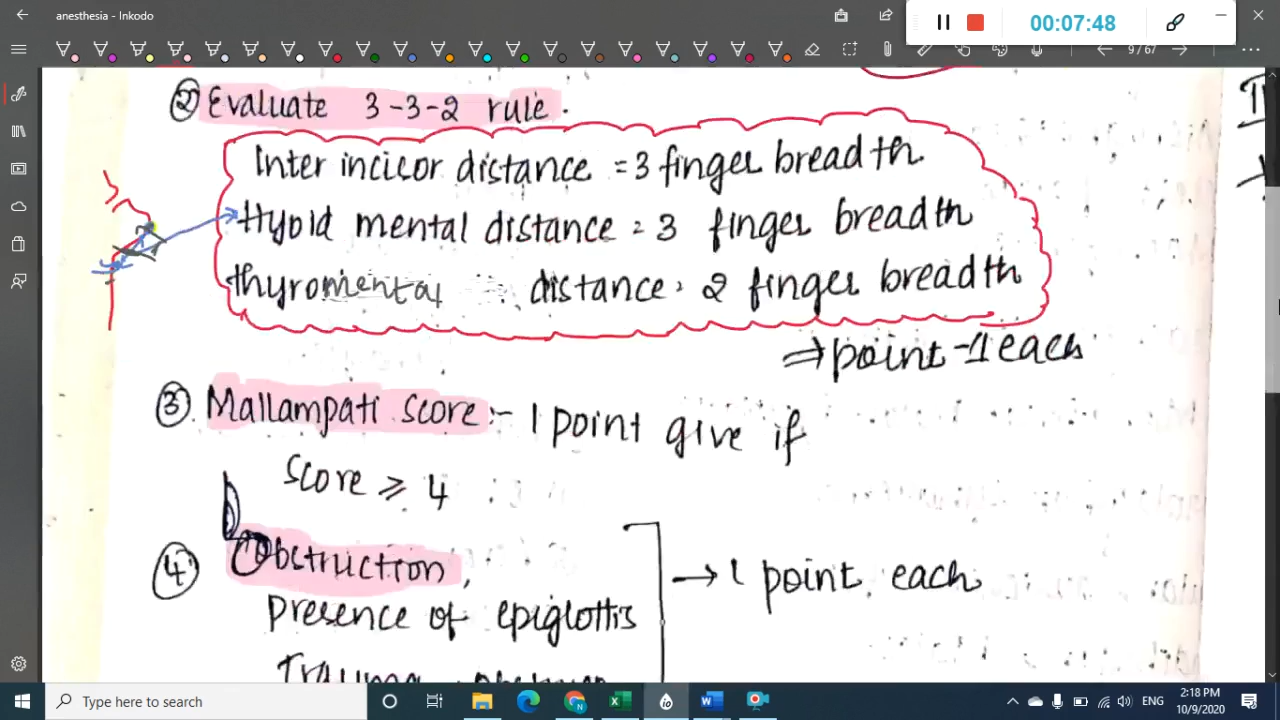 anesthesia - Inkodo
00:07:48
9 / 67
② Evaluate 3-3-2 rule.
Inter incisor distance = 3 finger breadth
Hyoid mental distance = 3 finger breadth
thyromental distance = 2 finger breadth
⇒ point - 1 each
③. Mallampati score :- 1 point give if
Score ⩾ 4
④ Obstruction,
presence of epiglottis → 1 point each
Trauma
Type here to search
ENG
2:18 PM
10/9/2020